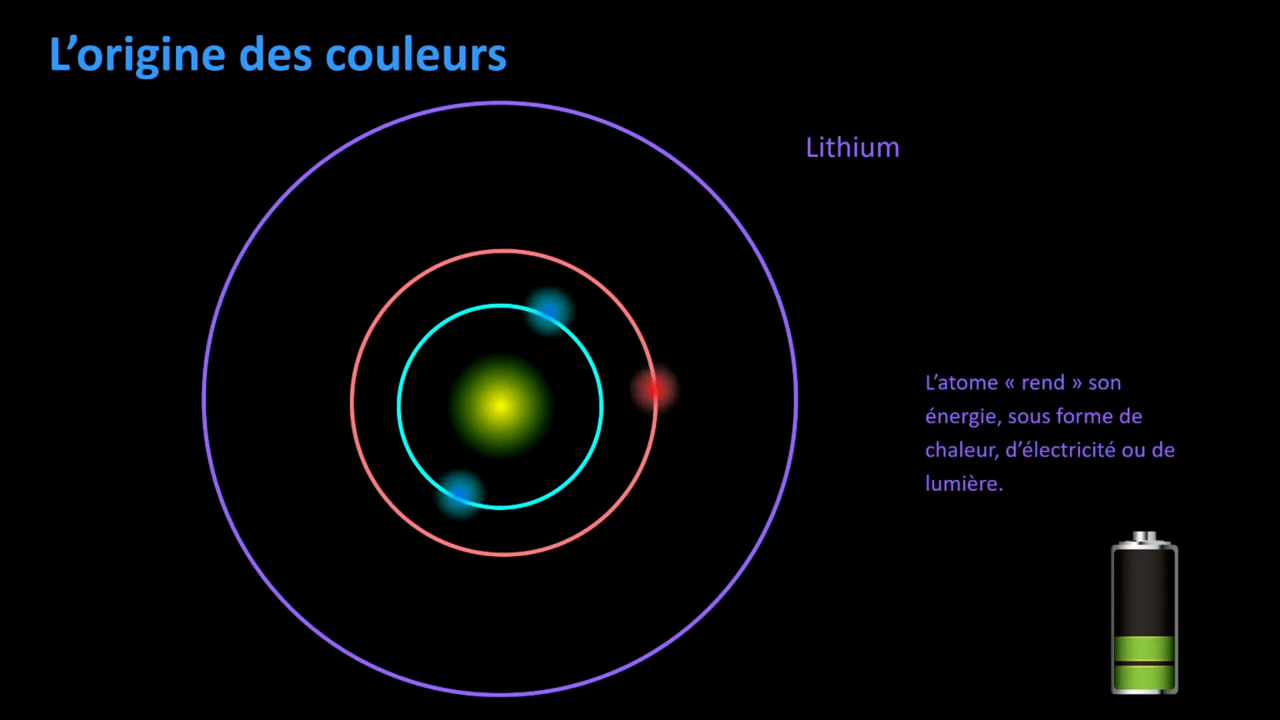 L’origine des couleurs
Lithium
L’atome « rend » son
énergie, sous forme de
chaleur, d’électricité ou de
lumière.